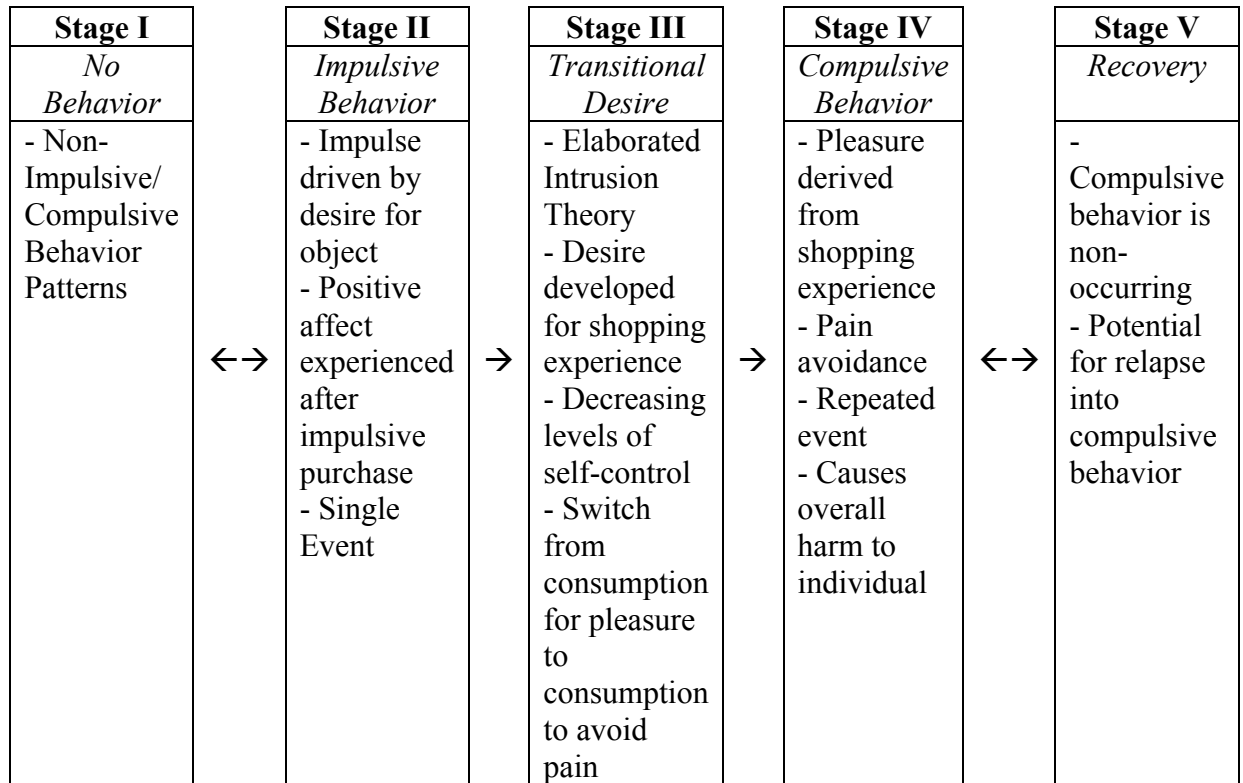 Stage I
No
Behavior
- Non-
Impulsive/
Compulsive
Behavior
Patterns
←→
Stage II
Impulsive
Behavior
- Impulse
driven by
desire for
object
- Positive
affect
experienced
after
impulsive
purchase
- Single
Event
→
Stage III
Transitional
Desire
- Elaborated
Intrusion
Theory
- Desire
developed
for shopping
experience
- Decreasing
levels of
self-control
- Switch
from
consumption
for pleasure
to
consumption
to avoid
pain
→
Stage IV
Compulsive
Behavior
- Pleasure
derived
from
shopping
experience
- Pain
avoidance
- Repeated
event
- Causes
overall
harm to
individual
←→
Stage V
Recovery
-
Compulsive
behavior is
non-
occurring
- Potential
for relapse
into
compulsive
behavior